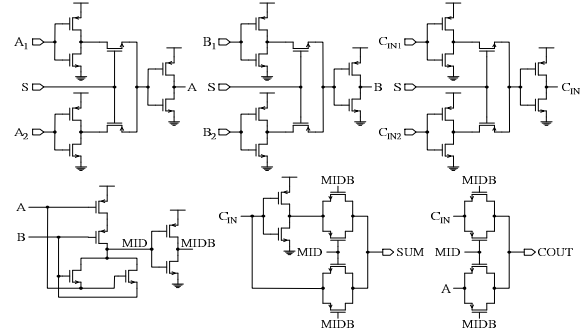 A1 B1 CIN1
S A S B S CIN
A2 B2 CIN2
MIDB MIDB
A CIN CIN
B MID MIDB MID SUM MID COUT
A
MIDB MIDB